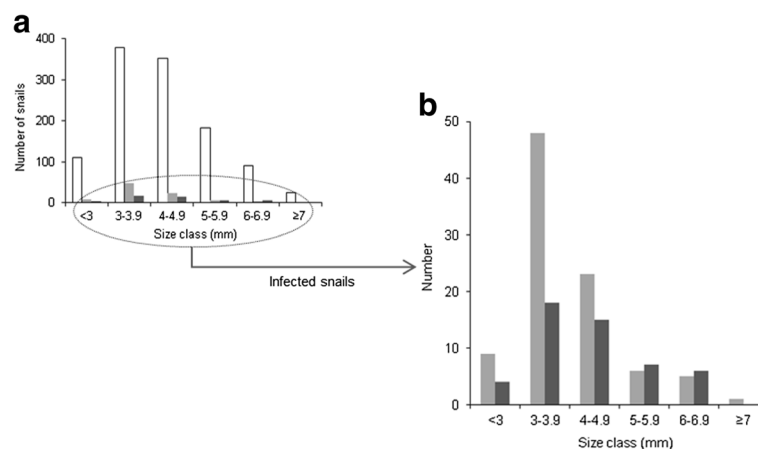 a
400
300
200
100
0
Number of snails
<3 3-3.9 4-4.9 5-5.9 6-6.9 ≥7
Size class (mm)
Infected snails
b
50
40
30
20
10
0
Number
<3 3-3.9 4-4.9 5-5.9 6-6.9 ≥7
Size class (mm)